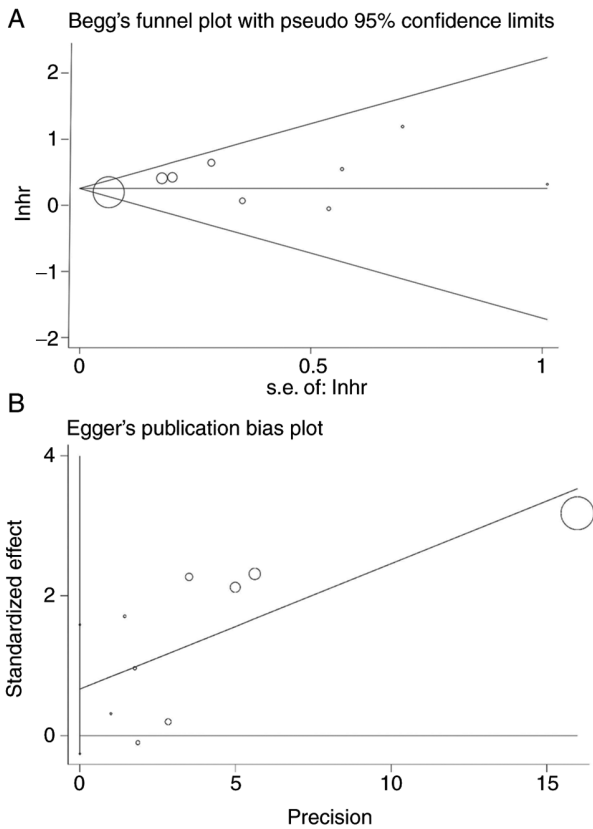 A
Begg's funnel plot with pseudo 95% confidence limits
2
1
0
−1
−2
lnhr
0
0.5
1
s.e. of: lnhr
B
Egger's publication bias plot
4
2
0
Standardized effect
0
5
10
15
Precision